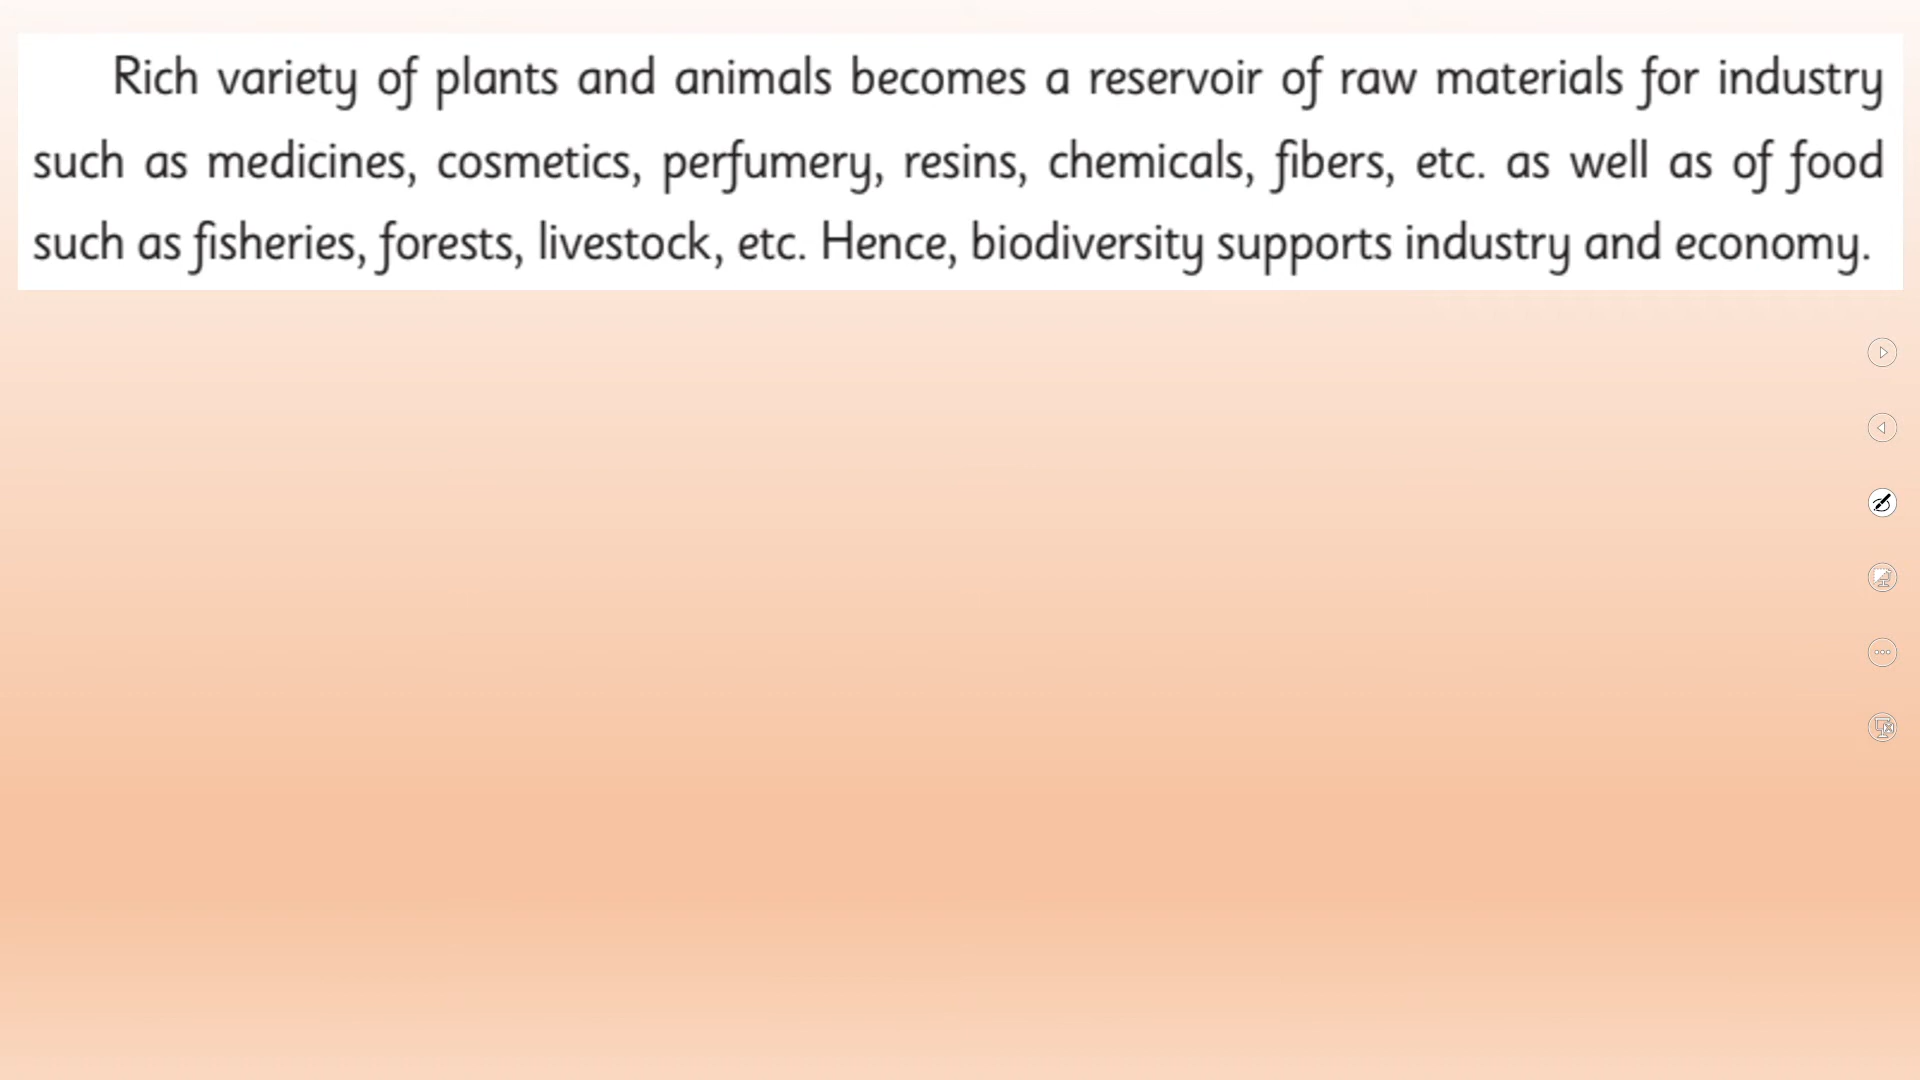 Rich variety of plants and animals becomes a reservoir of raw materials for industry
such as medicines, cosmetics, perfumery, resins, chemicals, fibers, etc. as well as of food
such as fisheries, forests, livestock, etc. Hence, biodiversity supports industry and economy.